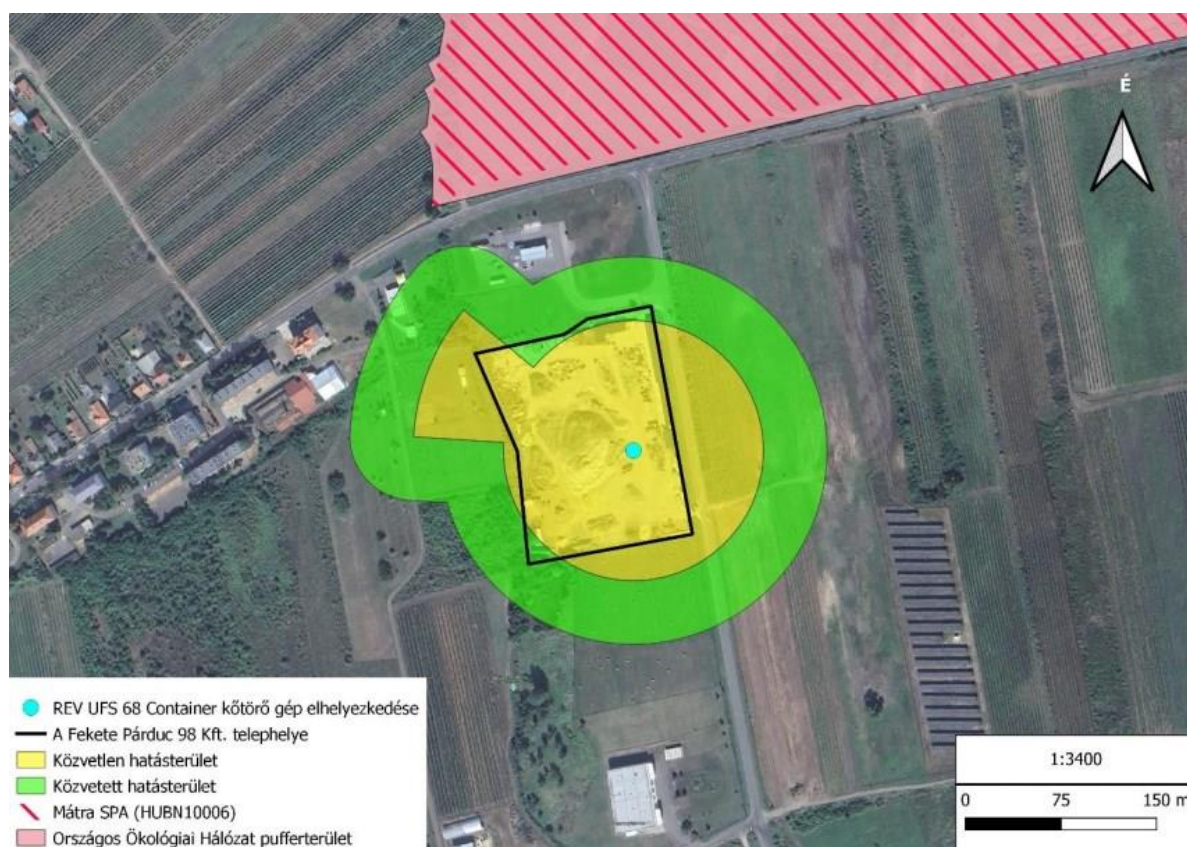 É
REV UFS 68 Container kőtörő gép elhelyezkedése
A Fekete Párduc 98 Kft. telephelye
Közvetlen hatásterület
Közvetett hatásterület
Mátra SPA (HUBN10006)
Országos Ökológiai Hálózat pufferterület
1:3400
0 75 150 m